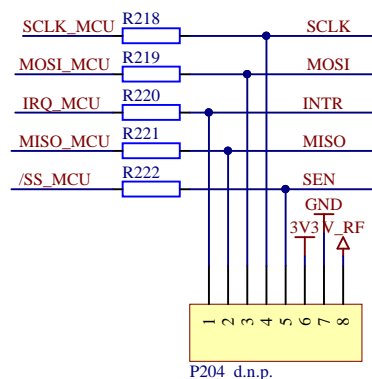 SCLK_MCU R218 SCLK
MOSI_MCU R219 MOSI
IRQ_MCU R220 INTR
MISO_MCU R221 MISO
/SS_MCU R222 SEN
GND
3V3 V_RF
1 2 3 4 5 6 7 8
P204 d.n.p.